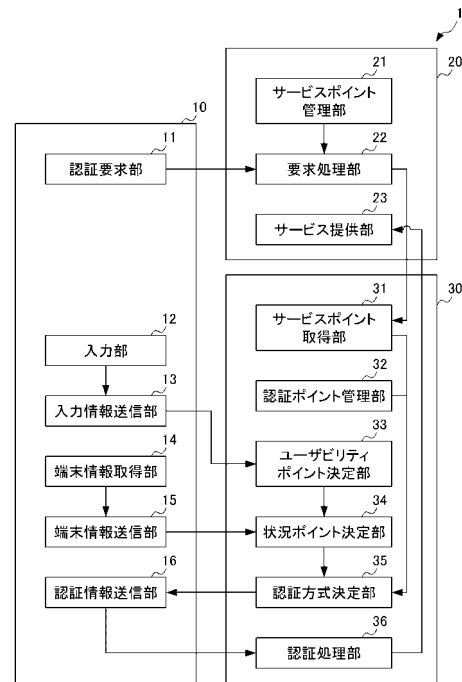 1
20
21
サービスポイント
管理部
10
11
認証要求部
22
要求処理部
23
サービス提供部
30
31
サービスポイント
取得部
12
入力部
32
認証ポイント管理部
13
入力情報送信部
33
ユーザビリティ
ポイント決定部
14
端末情報取得部
34
状況ポイント決定部
15
端末情報送信部
35
認証方式決定部
16
認証情報送信部
36
認証処理部